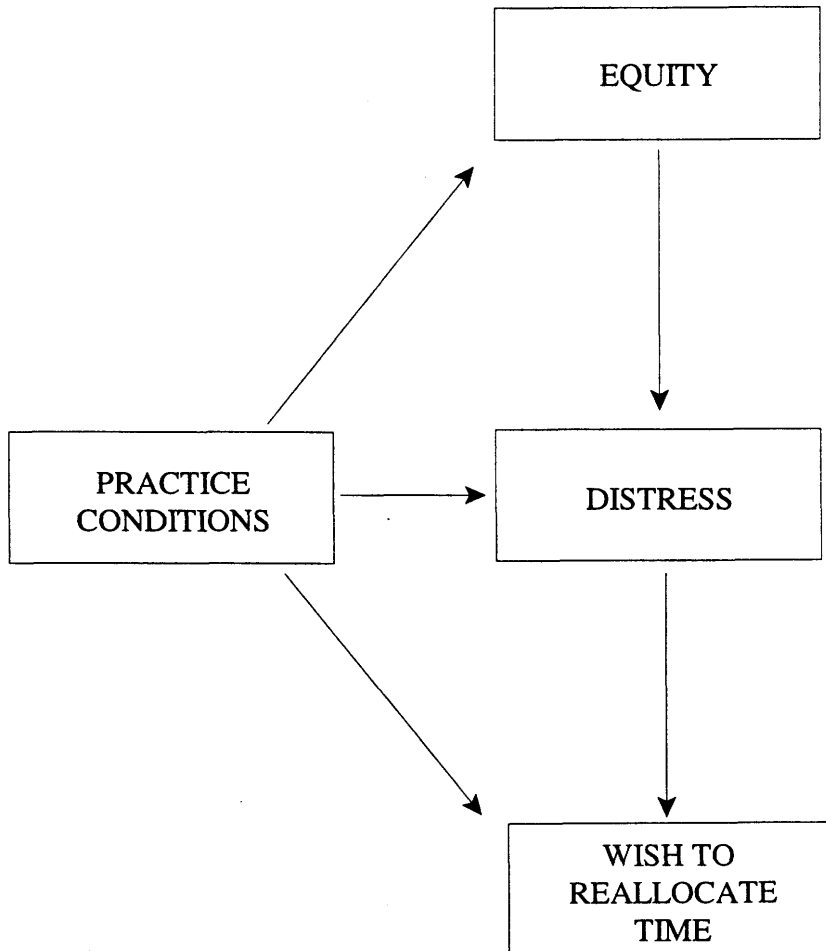 EQUITY
PRACTICE
CONDITIONS
DISTRESS
WISH TO
REALLOCATE
TIME